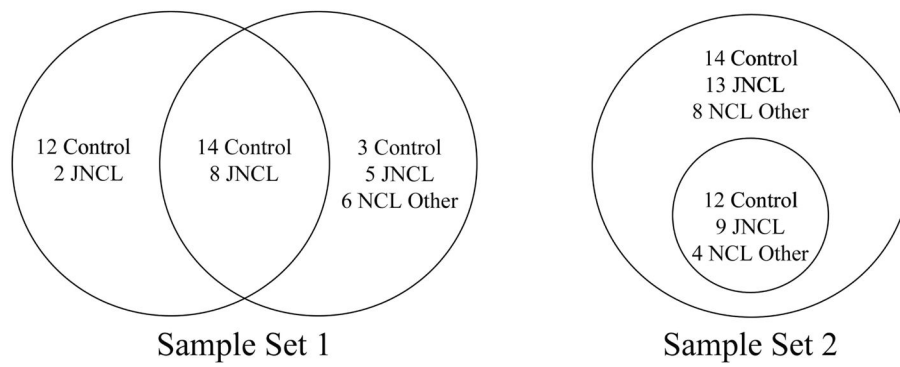 12 Control
2 JNCL
14 Control
8 JNCL
3 Control
5 JNCL
6 NCL Other
Sample Set 1
14 Control
13 JNCL
8 NCL Other
12 Control
9 JNCL
4 NCL Other
Sample Set 2